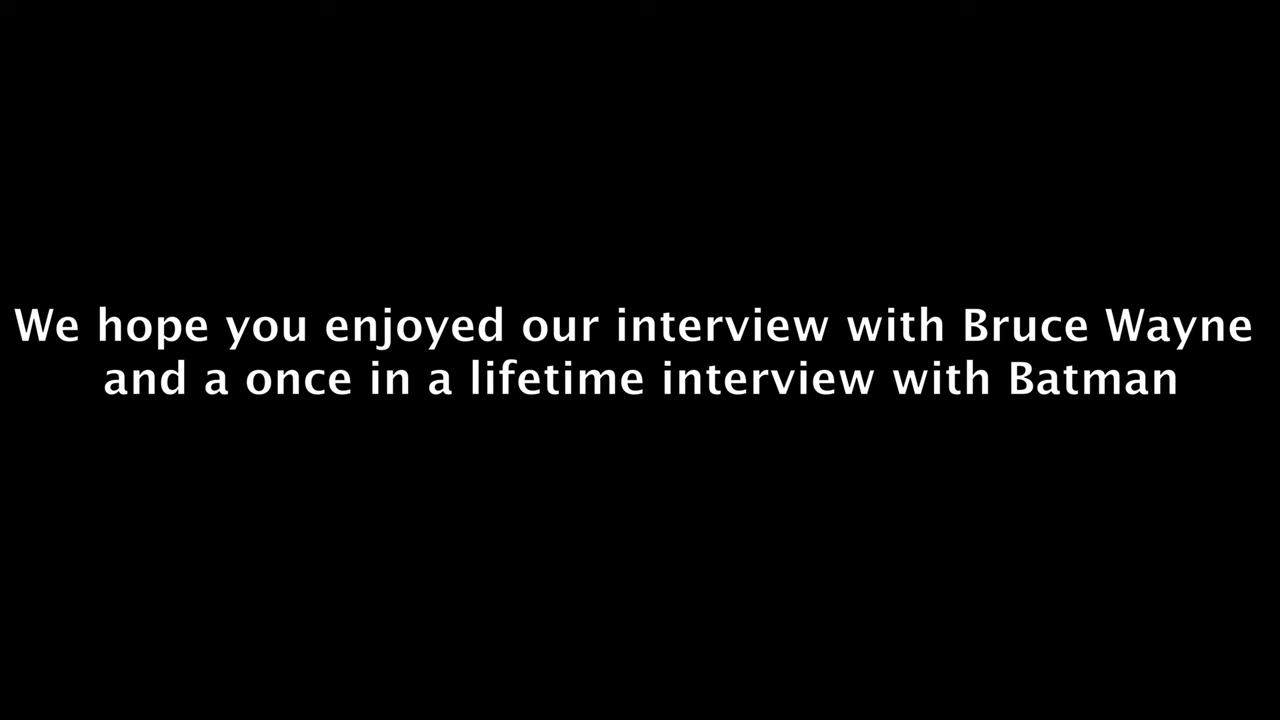 We hope you enjoyed our interview with Bruce Wayne
and a once in a lifetime interview with Batman